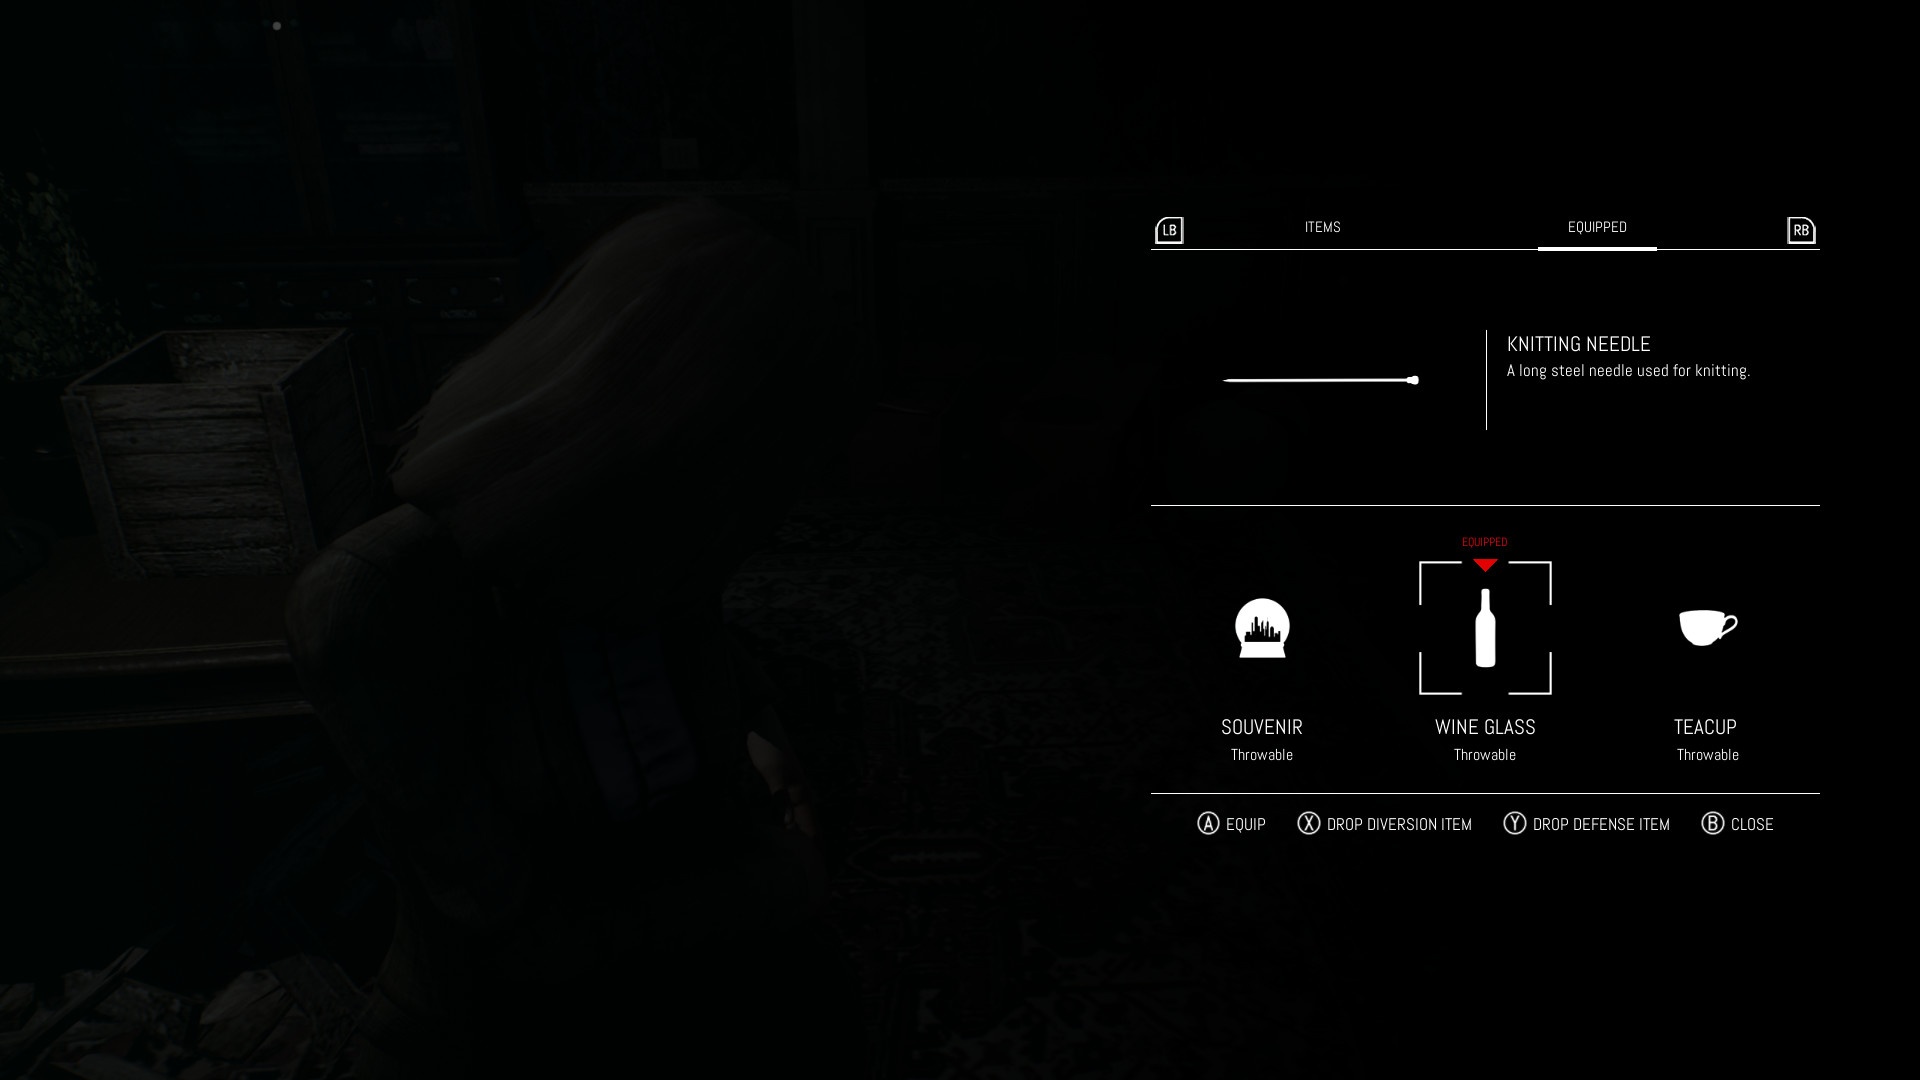 LB ITEMS EQUIPPED RB
KNITTING NEEDLE
A long steel needle used for knitting.
EQUIPPED
SOUVENIR WINE GLASS TEACUP
Throwable Throwable Throwable
A EQUIP X DROP DIVERSION ITEM Y DROP DEFENSE ITEM B CLOSE